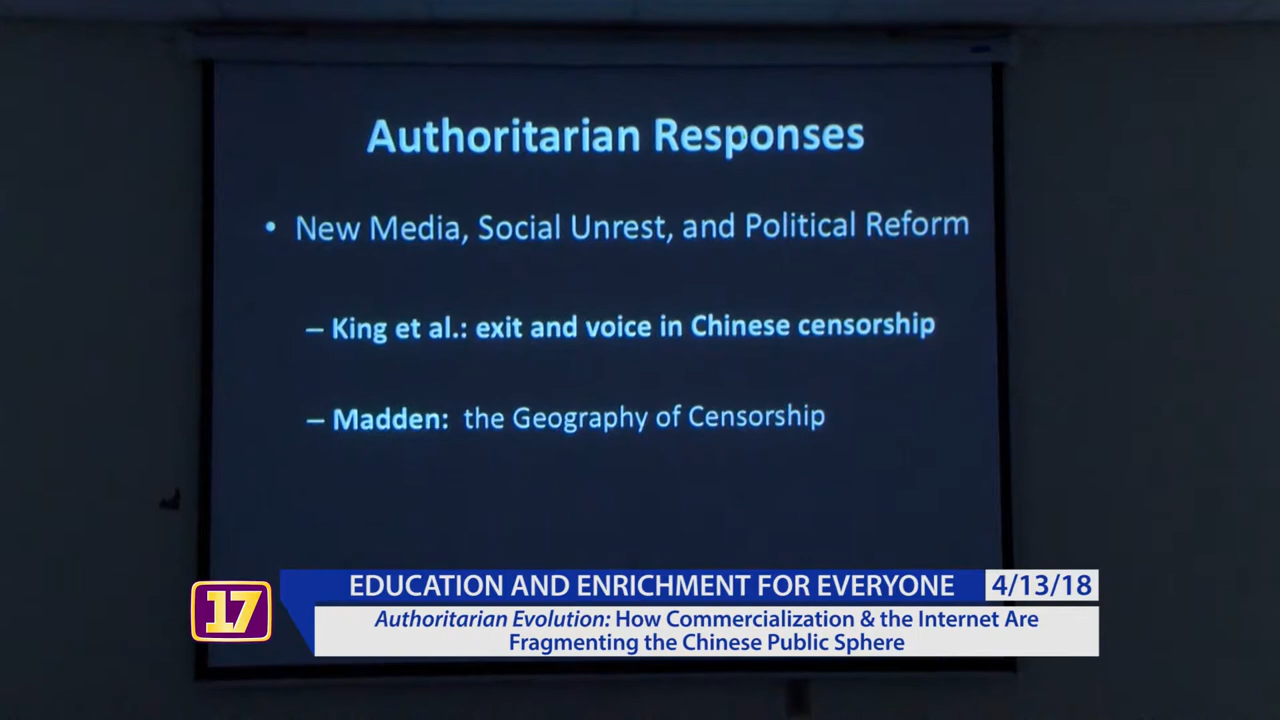 Authoritarian Responses
• New Media, Social Unrest, and Political Reform
– King et al.: exit and voice in Chinese censorship
– Madden: the Geography of Censorship
17
EDUCATION AND ENRICHMENT FOR EVERYONE 4/13/18
Authoritarian Evolution: How Commercialization & the Internet Are
Fragmenting the Chinese Public Sphere